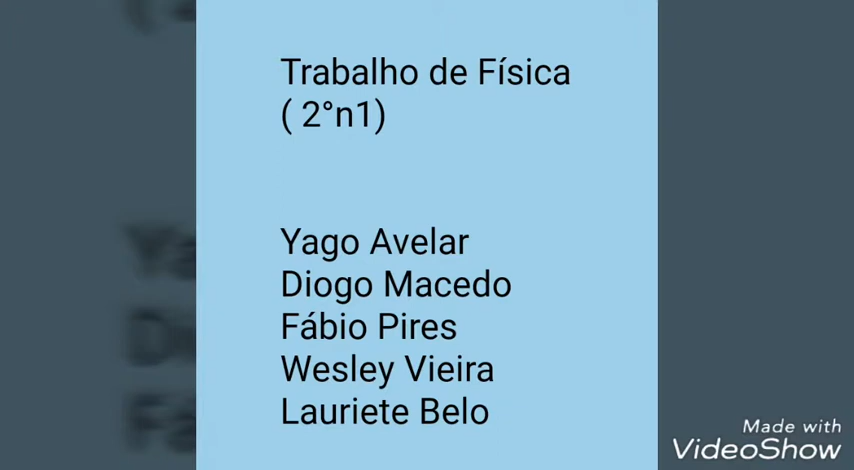 Trabalho de Física
( 2°n1)
Yago Avelar
Diogo Macedo
Fábio Pires
Wesley Vieira
Lauriete Belo
Made with
VideoShow